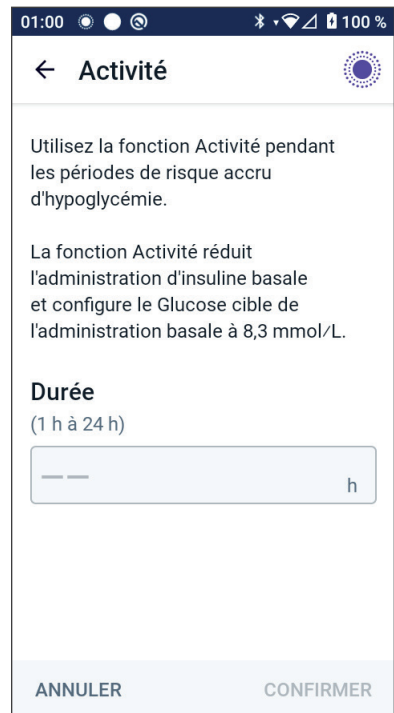 01:00 100 %
Activité
Utilisez la fonction Activité pendant
les périodes de risque accru
d'hypoglycémie.
La fonction Activité réduit
l'administration d'insuline basale
et configure le Glucose cible de
l'administration basale à 8,3 mmol/L.
Durée
(1 h à 24 h)
— — h
ANNULER CONFIRMER